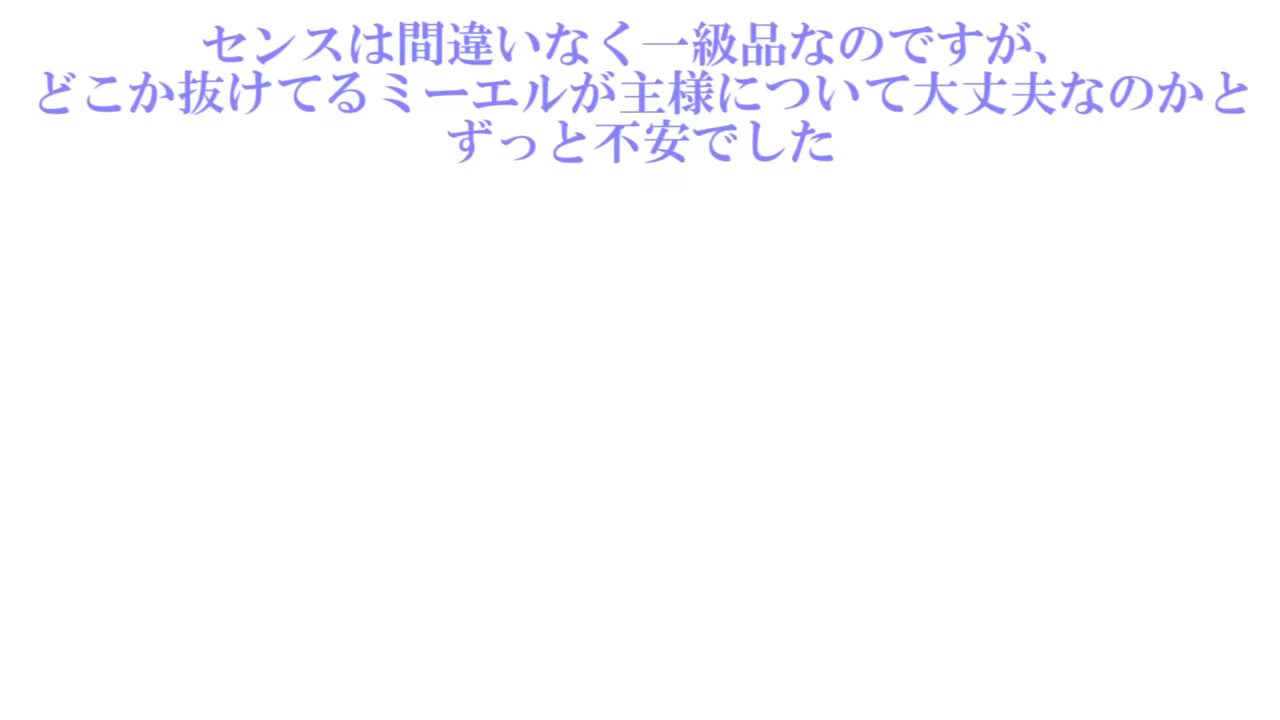 センスは間違いなく一級品なのですが、
どこか抜けてるミーエルが主様について大丈夫なのかと
ずっと不安でした